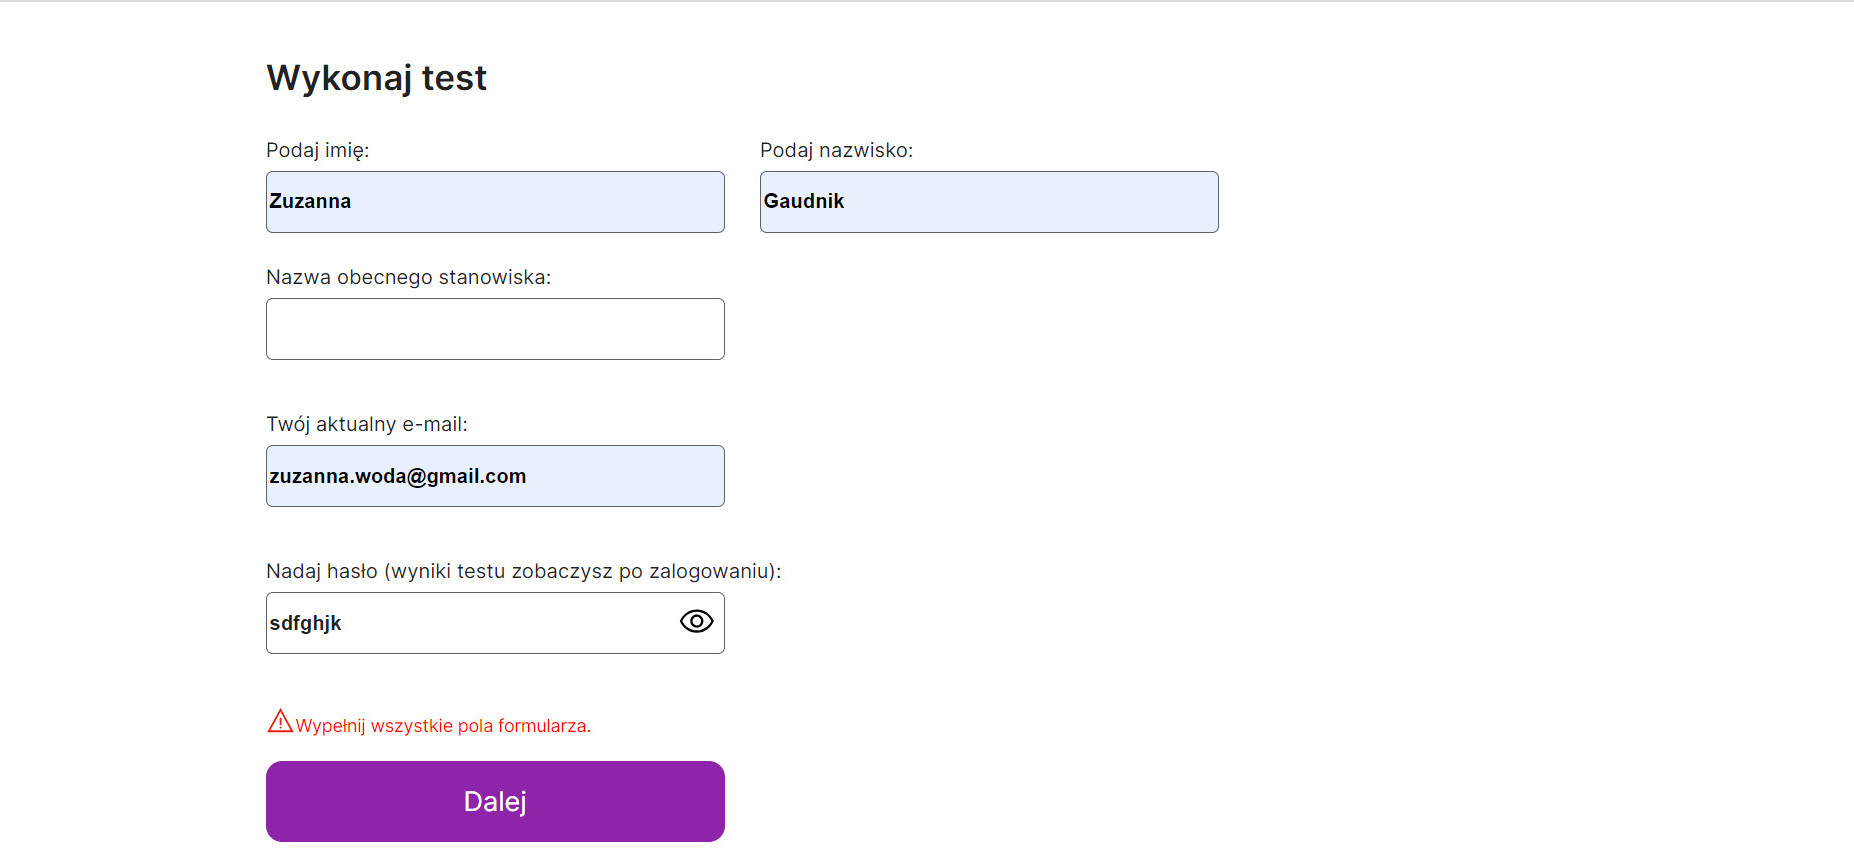 Wykonaj test
Podaj imię:
Podaj nazwisko:
Zuzanna
Gaudnik
Nazwa obecnego stanowiska:
Twój aktualny e-mail:
zuzanna.woda@gmail.com
Nadaj hasło (wyniki testu zobaczysz po zalogowaniu):
sdfghjk
Wypełnij wszystkie pola formularza.
Dalej